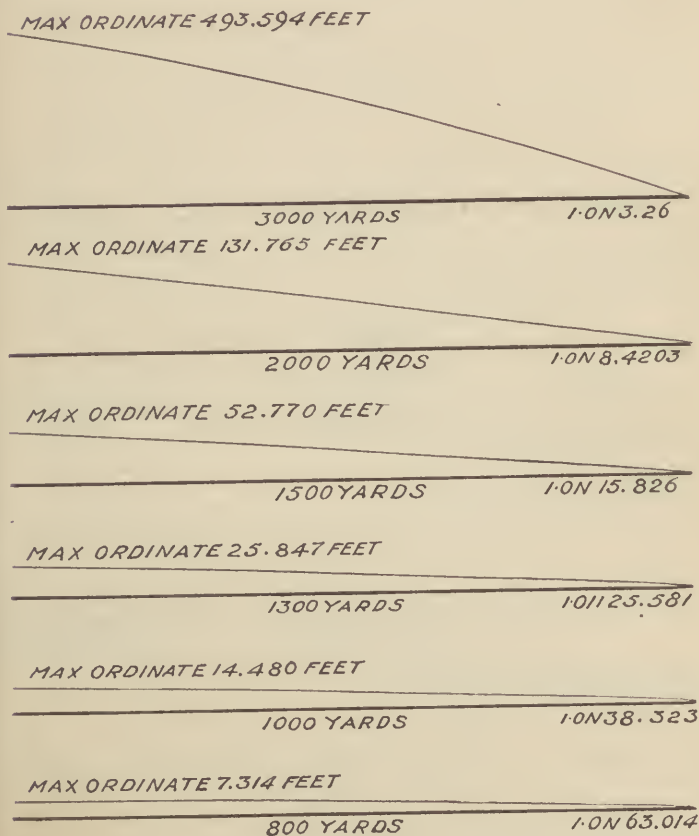 MAX ORDINATE 493.594 FEET
3000 YARDS 1·ON 3.26
MAX ORDINATE 131.765 FEET
2000 YARDS 1·ON 8.4203
MAX ORDINATE 52.770 FEET
1500 YARDS 1·ON 15.826
MAX ORDINATE 25.847 FEET
1300 YARDS 1·ON 25.581
MAX ORDINATE 14.480 FEET
1000 YARDS 1·ON 38.323
MAX ORDINATE 7.314 FEET
800 YARDS 1·ON 63.014